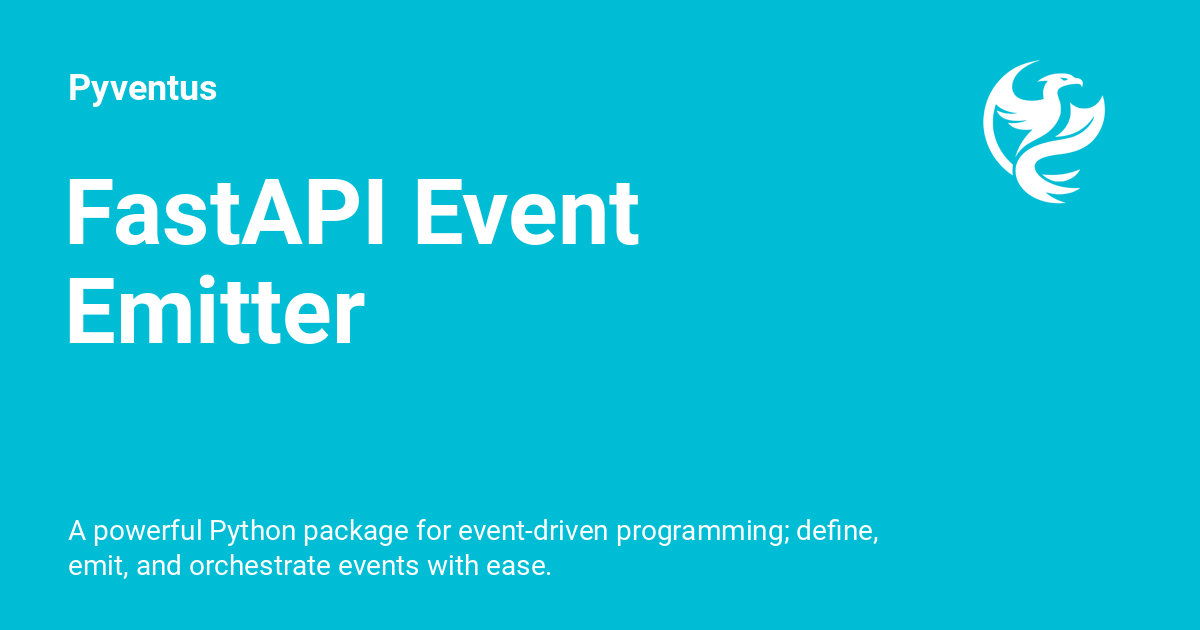 Pyventus
FastAPI Event
Emitter
A powerful Python package for event-driven programming; define,
emit, and orchestrate events with ease.